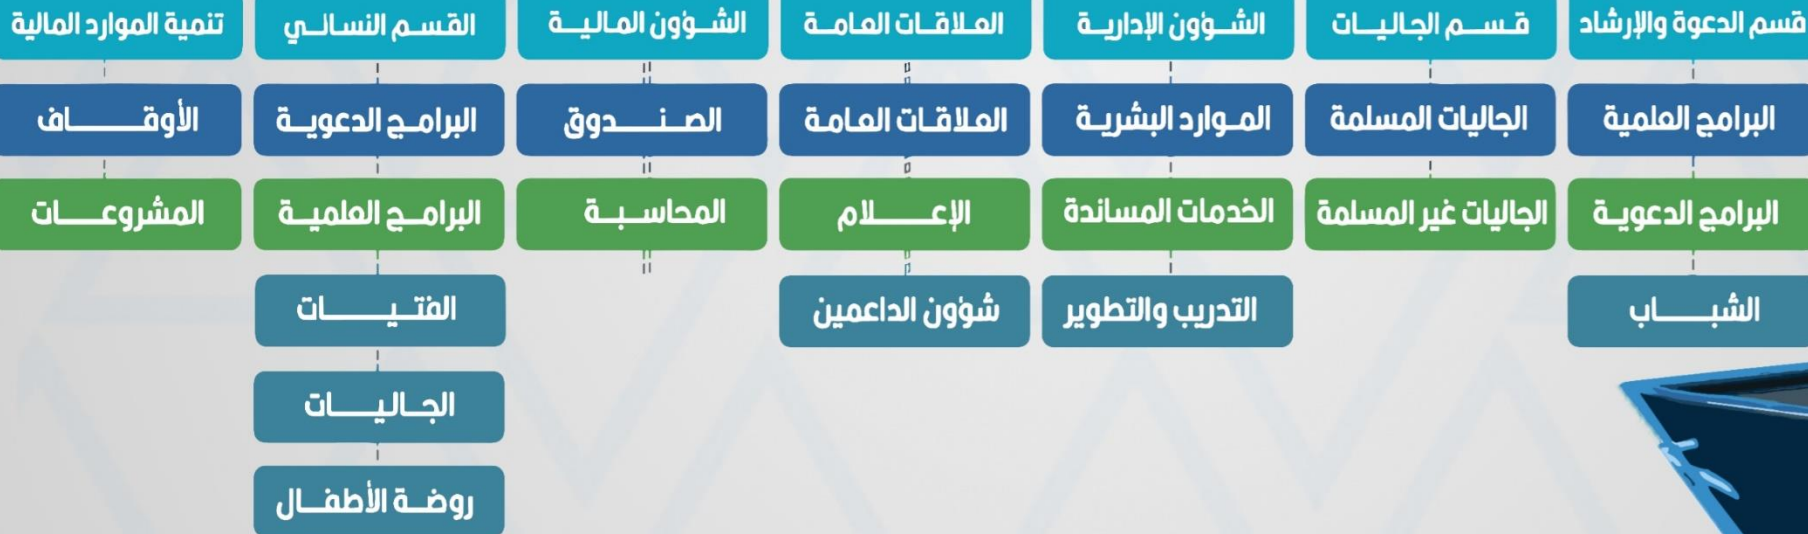 قسم الدعوة والإرشاد
قسم الجاليات
الشؤون الإدارية
العلاقات العامة
الشؤون المالية
القسم النسائي
تنمية الموارد المالية
البرامج العلمية
الجاليات المسلمة
الموارد البشرية
العلاقات العامة
الصندوق
البرامج الدعوية
الأوقاف
البرامج الدعوية
الجاليات غير المسلمة
الخدمات المساندة
الإعلام
المحاسبة
البرامج العلمية
المشروعات
الشباب
التدريب والتطوير
شؤون الداعمين
الفتيات
الجاليات
روضة الأطفال